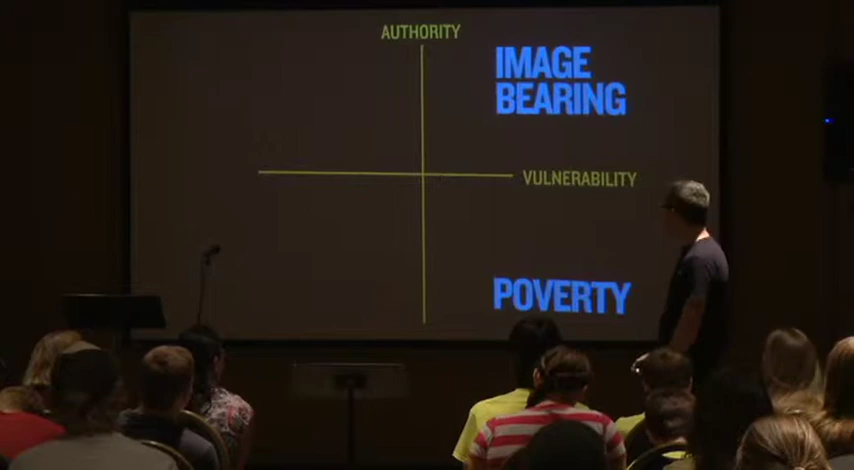 AUTHORITY
IMAGE
BEARING
VULNERABILITY
POVERTY